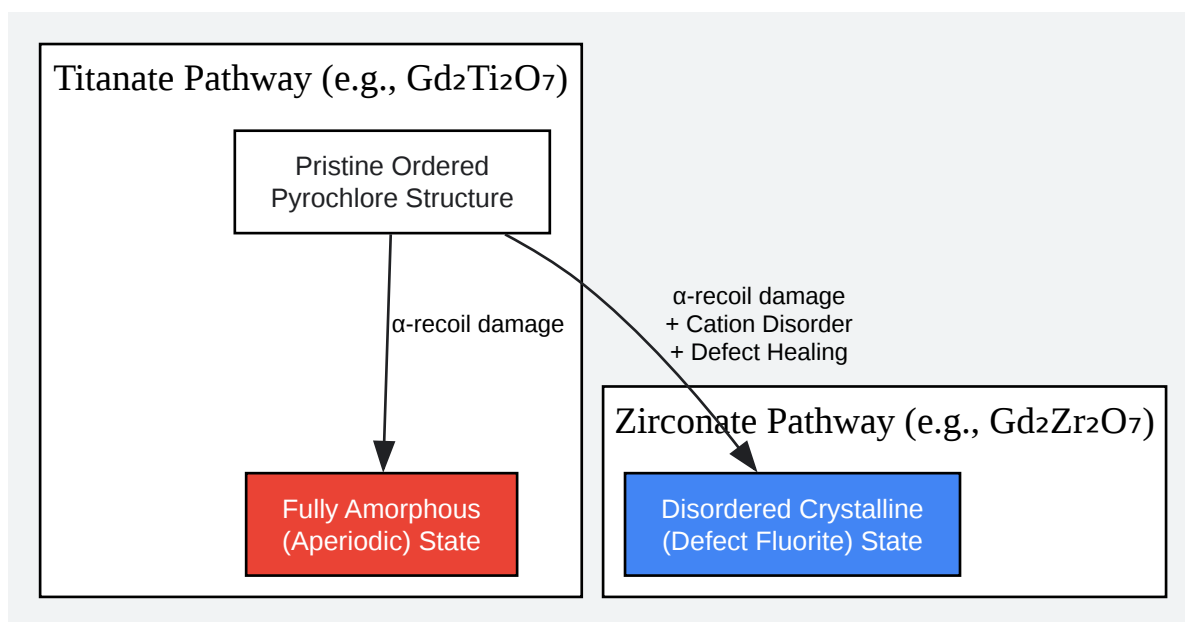 Titanate Pathway (e.g., Gd₂Ti₂O₇)
Pristine Ordered
Pyrochlore Structure
α-recoil damage
α-recoil damage
+ Cation Disorder
+ Defect Healing
Zirconate Pathway (e.g., Gd₂Zr₂O₇)
Fully Amorphous
(Aperiodic) State
Disordered Crystalline
(Defect Fluorite) State